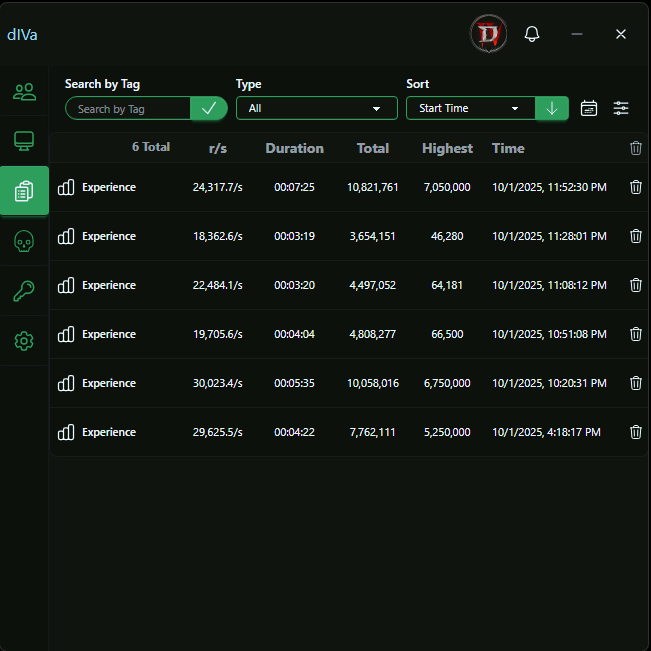 dIVa
Search by Tag Type Sort
Search by Tag All Start Time
6 Total r/s Duration Total Highest Time
Experience 24,317.7/s 00:07:25 10,821,761 7,050,000 10/1/2025, 11:52:30 PM
Experience 18,362.6/s 00:03:19 3,654,151 46,280 10/1/2025, 11:28:01 PM
Experience 22,484.1/s 00:03:20 4,497,052 64,181 10/1/2025, 11:08:12 PM
Experience 19,705.6/s 00:04:04 4,808,277 66,500 10/1/2025, 10:51:08 PM
Experience 30,023.4/s 00:05:35 10,058,016 6,750,000 10/1/2025, 10:20:31 PM
Experience 29,625.5/s 00:04:22 7,762,111 5,250,000 10/1/2025, 4:18:17 PM